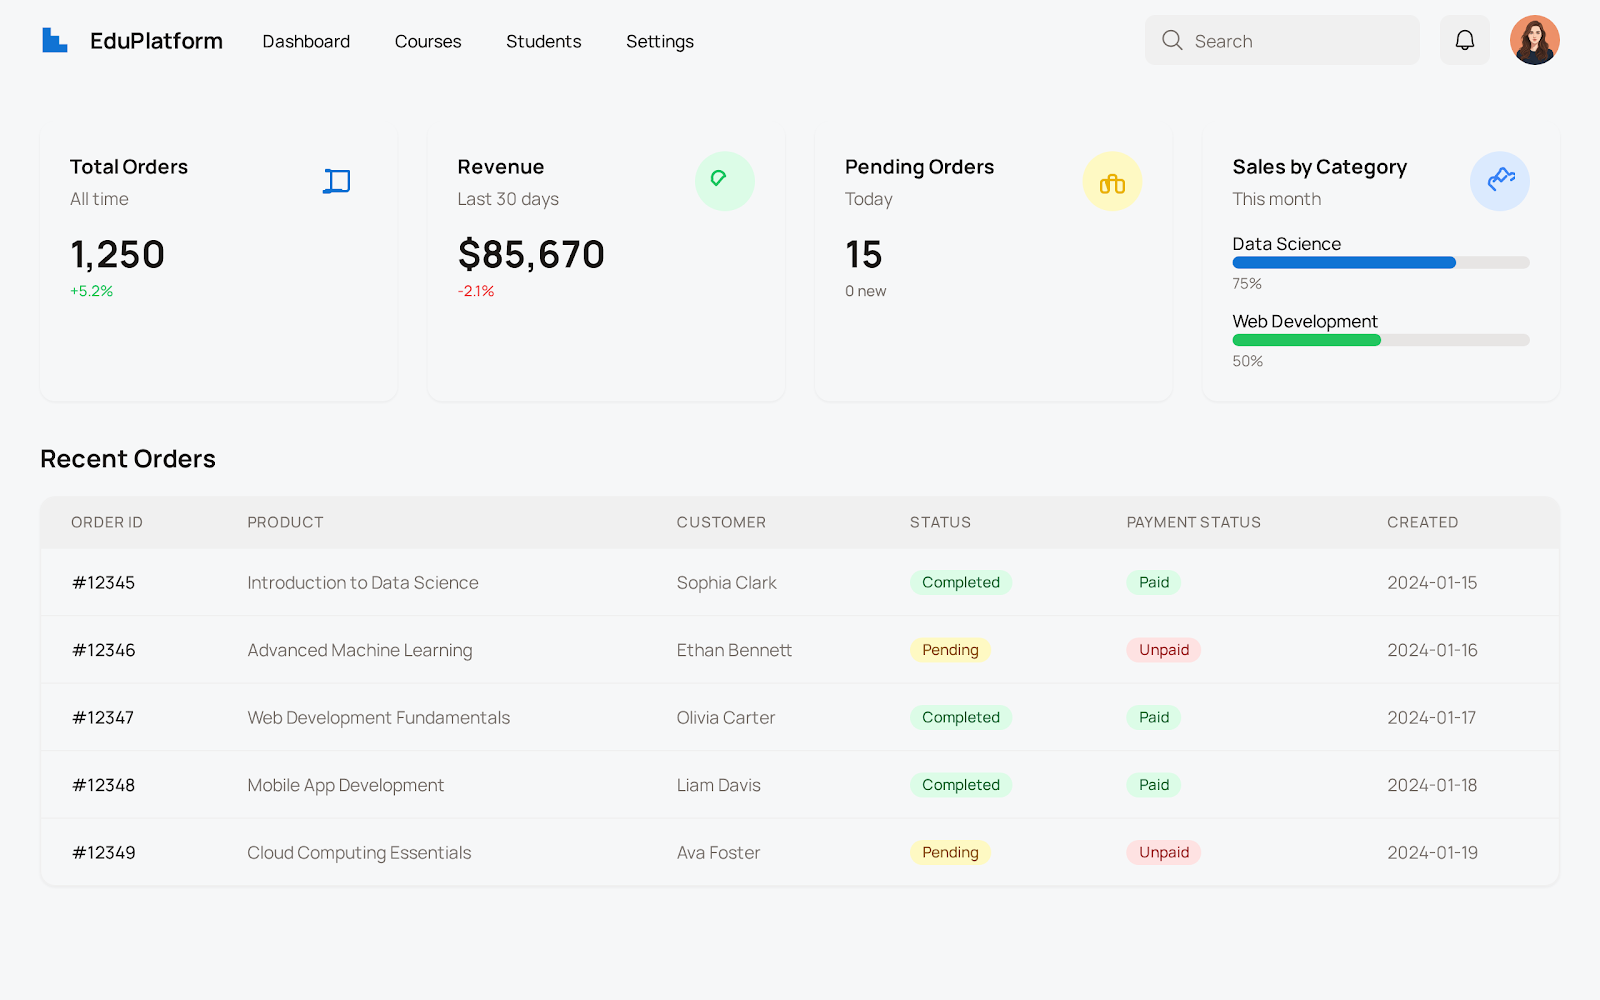 EduPlatform Dashboard Courses Students Settings Search
Total Orders
All time
1,250
+5.2%
Revenue
Last 30 days
$85,670
-2.1%
Pending Orders
Today
15
0 new
Sales by Category
This month
Data Science
75%
Web Development
50%
Recent Orders
ORDER ID PRODUCT CUSTOMER STATUS PAYMENT STATUS CREATED
#12345 Introduction to Data Science Sophia Clark Completed Paid 2024-01-15
#12346 Advanced Machine Learning Ethan Bennett Pending Unpaid 2024-01-16
#12347 Web Development Fundamentals Olivia Carter Completed Paid 2024-01-17
#12348 Mobile App Development Liam Davis Completed Paid 2024-01-18
#12349 Cloud Computing Essentials Ava Foster Pending Unpaid 2024-01-19